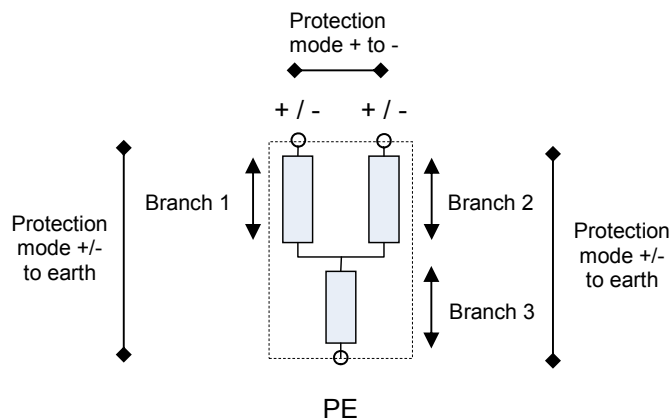 Protection
mode + to -
+ / -
+ / -
Branch 1
Branch 2
Protection
mode +/-
to earth
Protection
mode +/-
to earth
Branch 3
PE